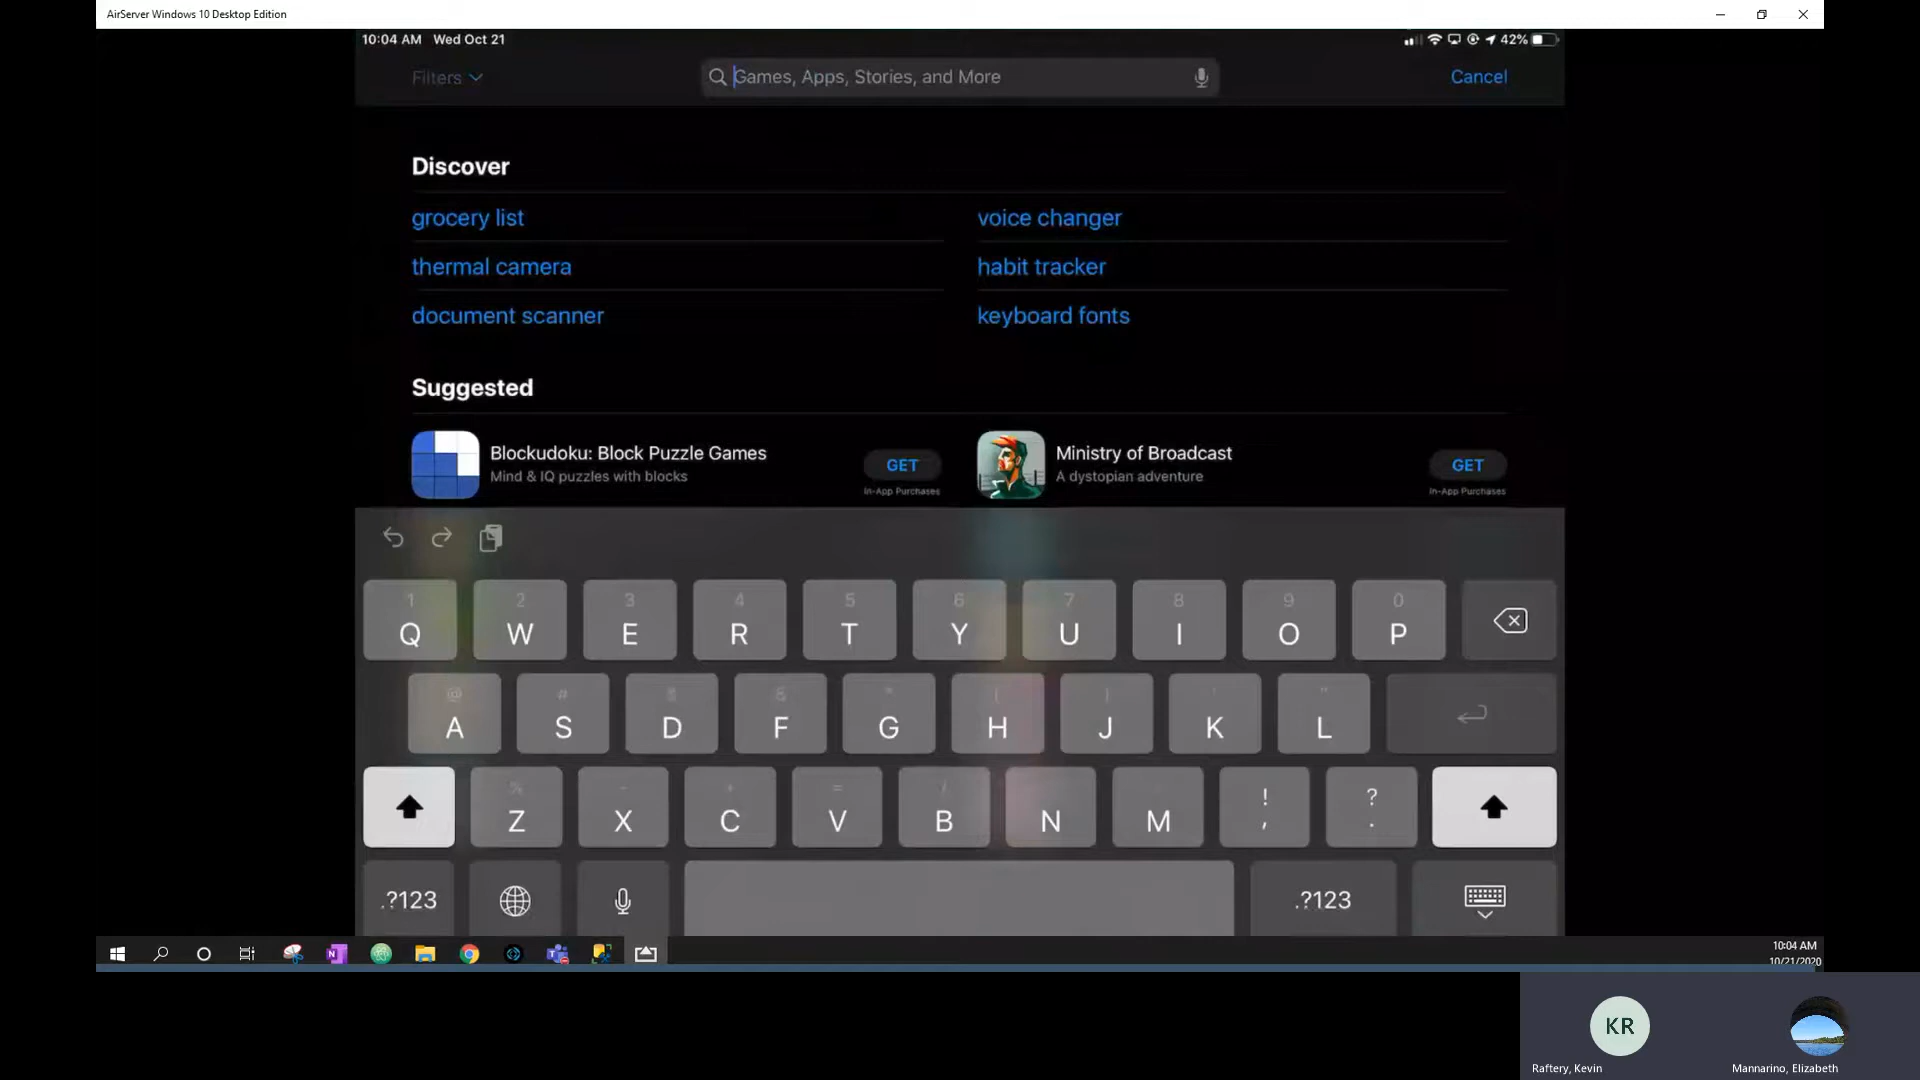 AirServer Windows 10 Desktop Edition
10:04 AM Wed Oct 21
42%
Filters
Games, Apps, Stories, and More
Cancel
Discover
grocery list
voice changer
thermal camera
habit tracker
document scanner
keyboard fonts
Suggested
Blockudoku: Block Puzzle Games
Mind & IQ puzzles with blocks
GET
In-App Purchases
Ministry of Broadcast
A dystopian adventure
GET
In-App Purchases
1 2 3 4 5 6 7 8 9 0
Q W E R T Y U I O P
@ # $ & * ( ) ' "
A S D F G H J K L
% - + = / ! ?
Z X C V B N M , .
.?123 .?123
10:04 AM
10/21/2020
KR
Raftery, Kevin
Mannarino, Elizabeth